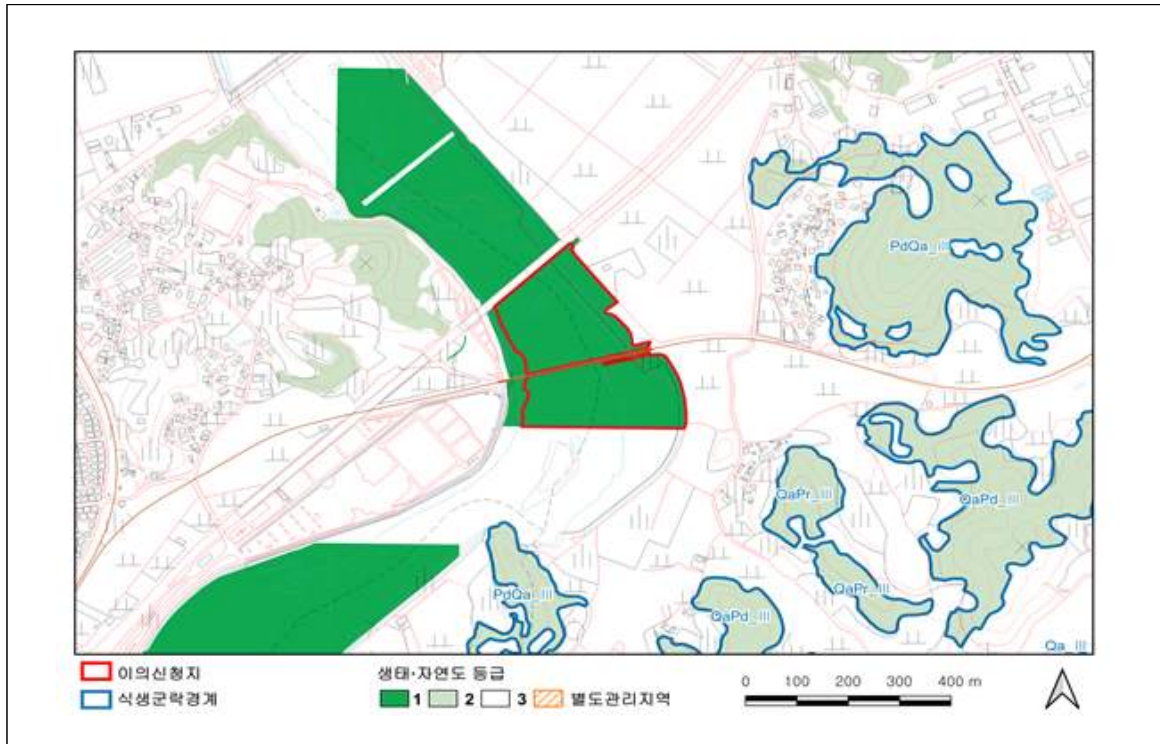 PdQa_III
QaPr_III
QaPd_III
QaPr_III
PdQa_III
QaPd_III
Qa_III
이의신청지
식생군락경계
생태·자연도 등급
1 2 3 별도관리지역
0 100 200 300 400 m